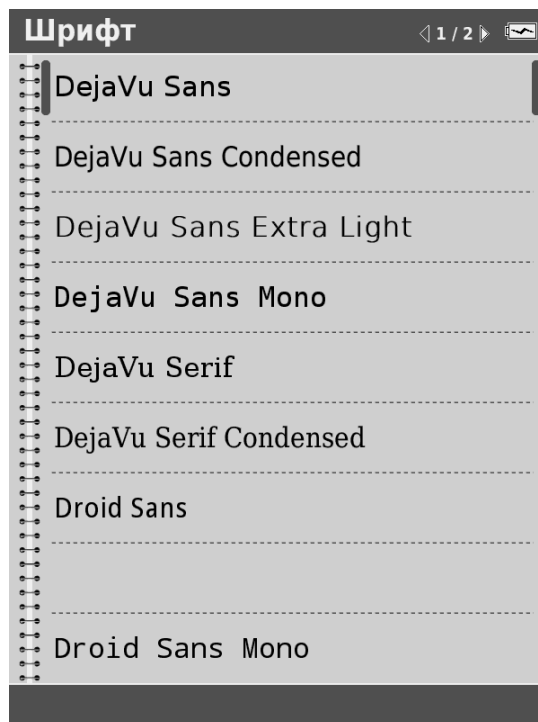 Шрифт
1 / 2
DejaVu Sans
DejaVu Sans Condensed
DejaVu Sans Extra Light
DejaVu Sans Mono
DejaVu Serif
DejaVu Serif Condensed
Droid Sans
Droid Sans Mono